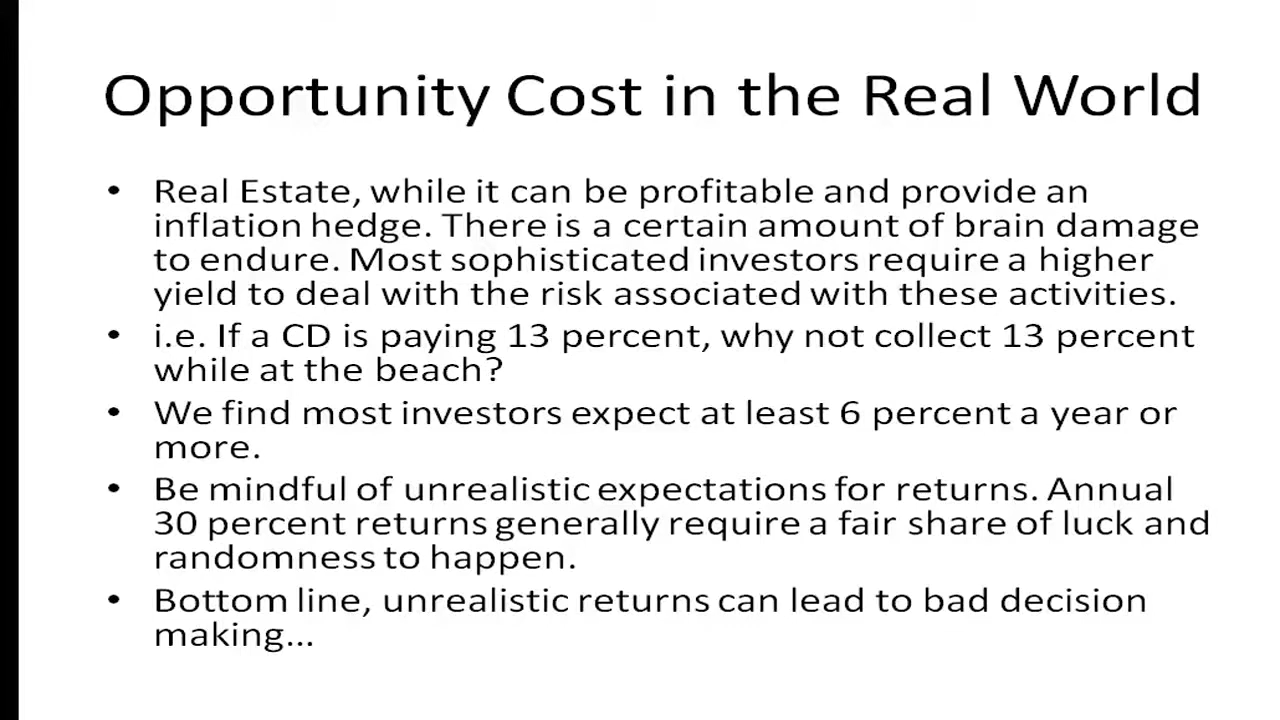 Opportunity Cost in the Real World
• Real Estate, while it can be profitable and provide an
inflation hedge. There is a certain amount of brain damage
to endure. Most sophisticated investors require a higher
yield to deal with the risk associated with these activities.
• i.e. If a CD is paying 13 percent, why not collect 13 percent
while at the beach?
• We find most investors expect at least 6 percent a year or
more.
• Be mindful of unrealistic expectations for returns. Annual
30 percent returns generally require a fair share of luck and
randomness to happen.
• Bottom line, unrealistic returns can lead to bad decision
making...